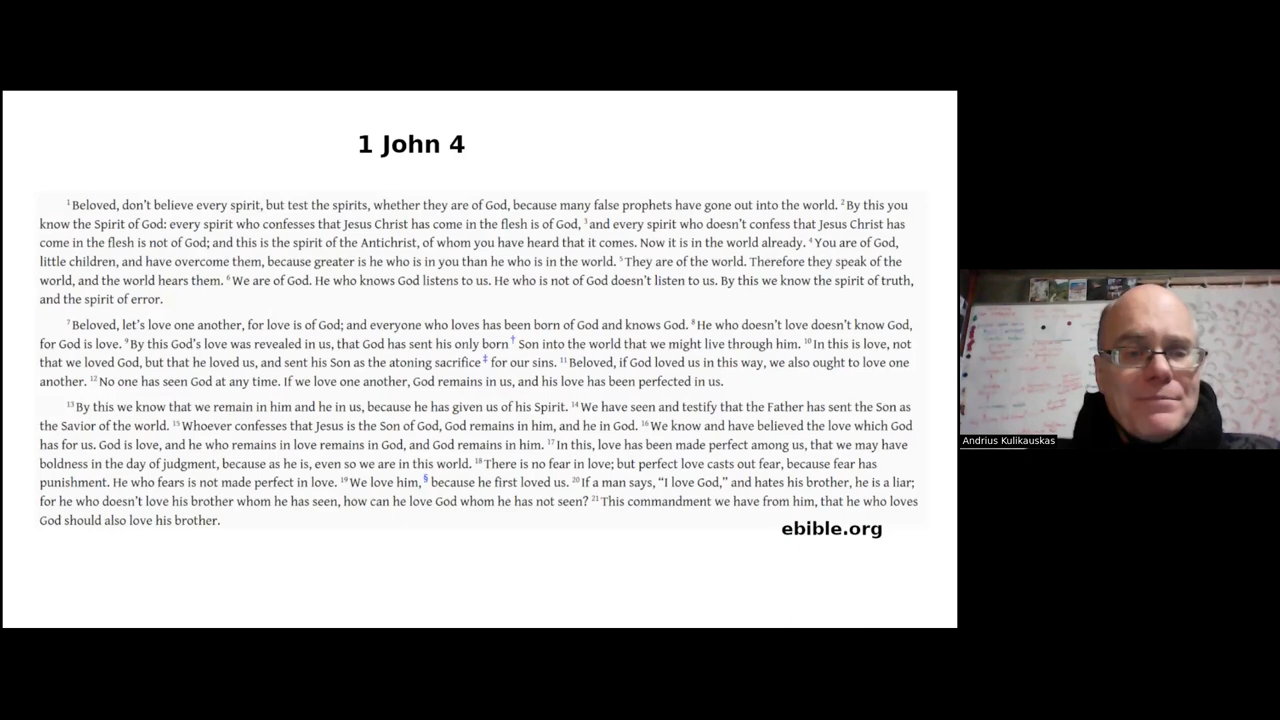 1 John 4
¹ Beloved, don’t believe every spirit, but test the spirits, whether they are of God, because many false prophets have gone out into the world. ² By this you
know the Spirit of God: every spirit who confesses that Jesus Christ has come in the flesh is of God, ³ and every spirit who doesn’t confess that Jesus Christ has
come in the flesh is not of God; and this is the spirit of the Antichrist, of whom you have heard that it comes. Now it is in the world already. ⁴ You are of God,
little children, and have overcome them, because greater is he who is in you than he who is in the world. ⁵ They are of the world. Therefore they speak of the
world, and the world hears them. ⁶ We are of God. He who knows God listens to us. He who is not of God doesn’t listen to us. By this we know the spirit of truth,
and the spirit of error.
⁷ Beloved, let’s love one another, for love is of God; and everyone who loves has been born of God and knows God. ⁸ He who doesn’t love doesn’t know God,
for God is love. ⁹ By this God’s love was revealed in us, that God has sent his only born † Son into the world that we might live through him. ¹⁰ In this is love, not
that we loved God, but that he loved us, and sent his Son as the atoning sacrifice ‡ for our sins. ¹¹ Beloved, if God loved us in this way, we also ought to love one
another. ¹² No one has seen God at any time. If we love one another, God remains in us, and his love has been perfected in us.
¹³ By this we know that we remain in him and he in us, because he has given us of his Spirit. ¹⁴ We have seen and testify that the Father has sent the Son as
the Savior of the world. ¹⁵ Whoever confesses that Jesus is the Son of God, God remains in him, and he in God. ¹⁶ We know and have believed the love which God
has for us. God is love, and he who remains in love remains in God, and God remains in him. ¹⁷ In this, love has been made perfect among us, that we may have
boldness in the day of judgment, because as he is, even so we are in this world. ¹⁸ There is no fear in love; but perfect love casts out fear, because fear has
punishment. He who fears is not made perfect in love. ¹⁹ We love him, § because he first loved us. ²⁰ If a man says, “I love God,” and hates his brother, he is a liar;
for he who doesn’t love his brother whom he has seen, how can he love God whom he has not seen? ²¹ This commandment we have from him, that he who loves
God should also love his brother.
ebible.org
Andrius Kulikauskas